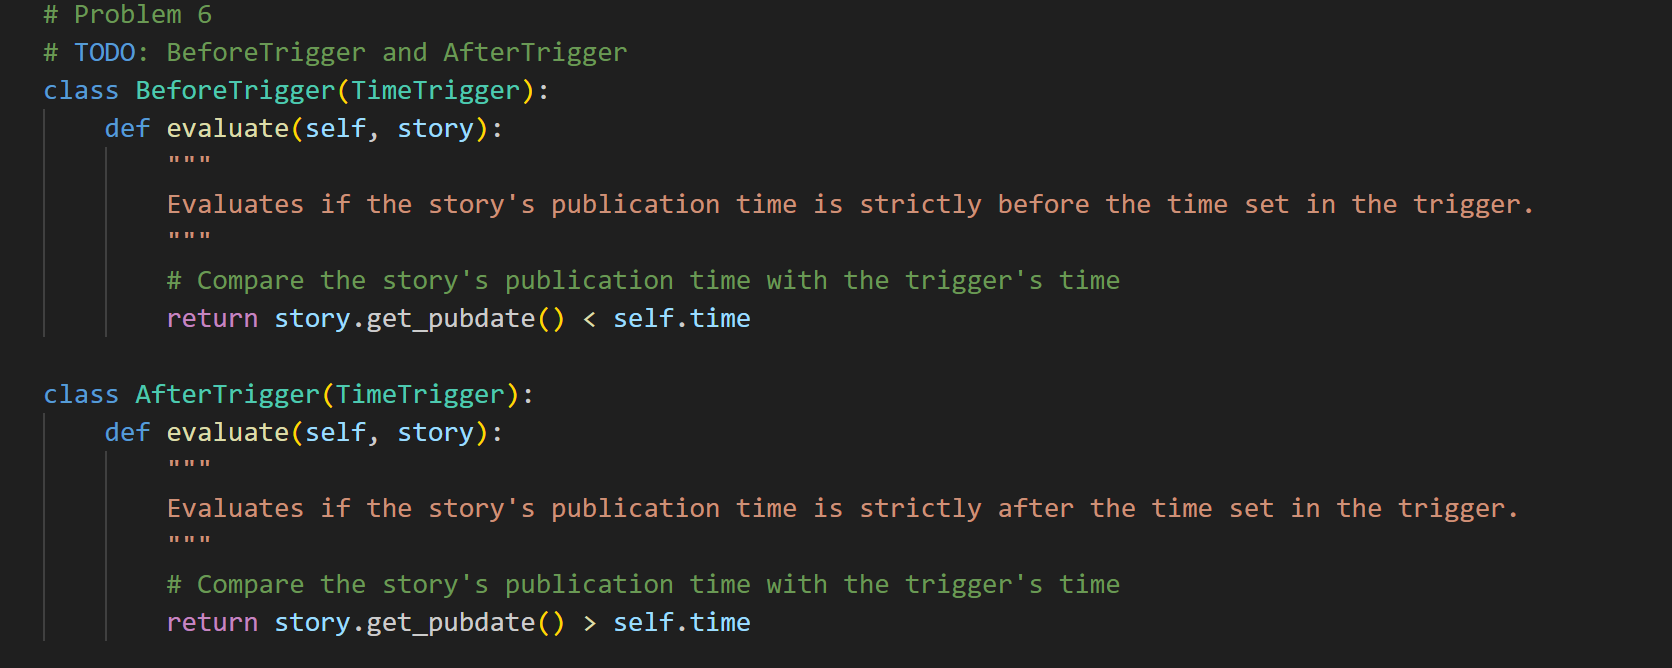 # Problem 6
# TODO: BeforeTrigger and AfterTrigger
class BeforeTrigger(TimeTrigger):
    def evaluate(self, story):
        """
        Evaluates if the story's publication time is strictly before the time set in the trigger.
        """
        # Compare the story's publication time with the trigger's time
        return story.get_pubdate() < self.time

class AfterTrigger(TimeTrigger):
    def evaluate(self, story):
        """
        Evaluates if the story's publication time is strictly after the time set in the trigger.
        """
        # Compare the story's publication time with the trigger's time
        return story.get_pubdate() > self.time